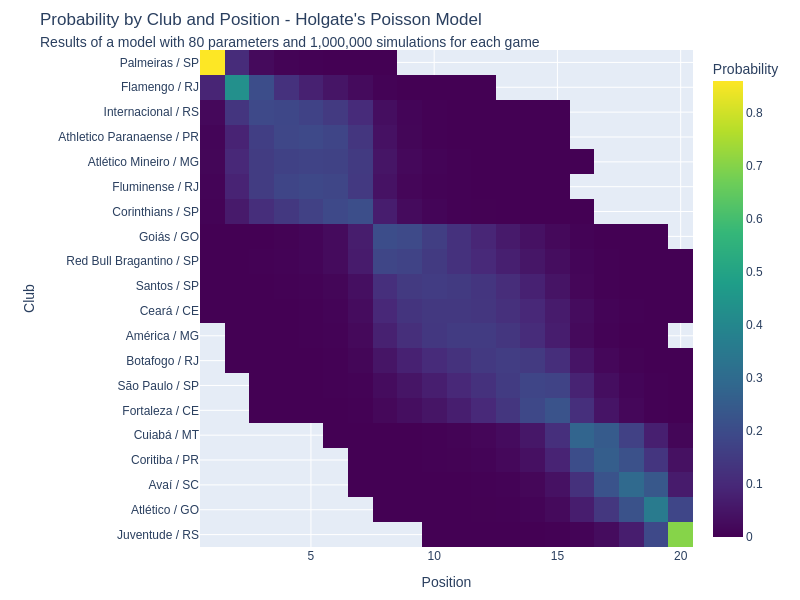 Probability by Club and Position - Holgate's Poisson Model
Results of a model with 80 parameters and 1,000,000 simulations for each game
Probability
Palmeiras / SP
Flamengo / RJ
Internacional / RS
Athletico Paranaense / PR
Atlético Mineiro / MG
Fluminense / RJ
Corinthians / SP
Goiás / GO
Red Bull Bragantino / SP
Santos / SP
Ceará / CE
América / MG
Botafogo / RJ
São Paulo / SP
Fortaleza / CE
Cuiabá / MT
Coritiba / PR
Avaí / SC
Atlético / GO
Juventude / RS
Club
0.8
0.7
0.6
0.5
0.4
0.3
0.2
0.1
0
5
10
15
20
Position